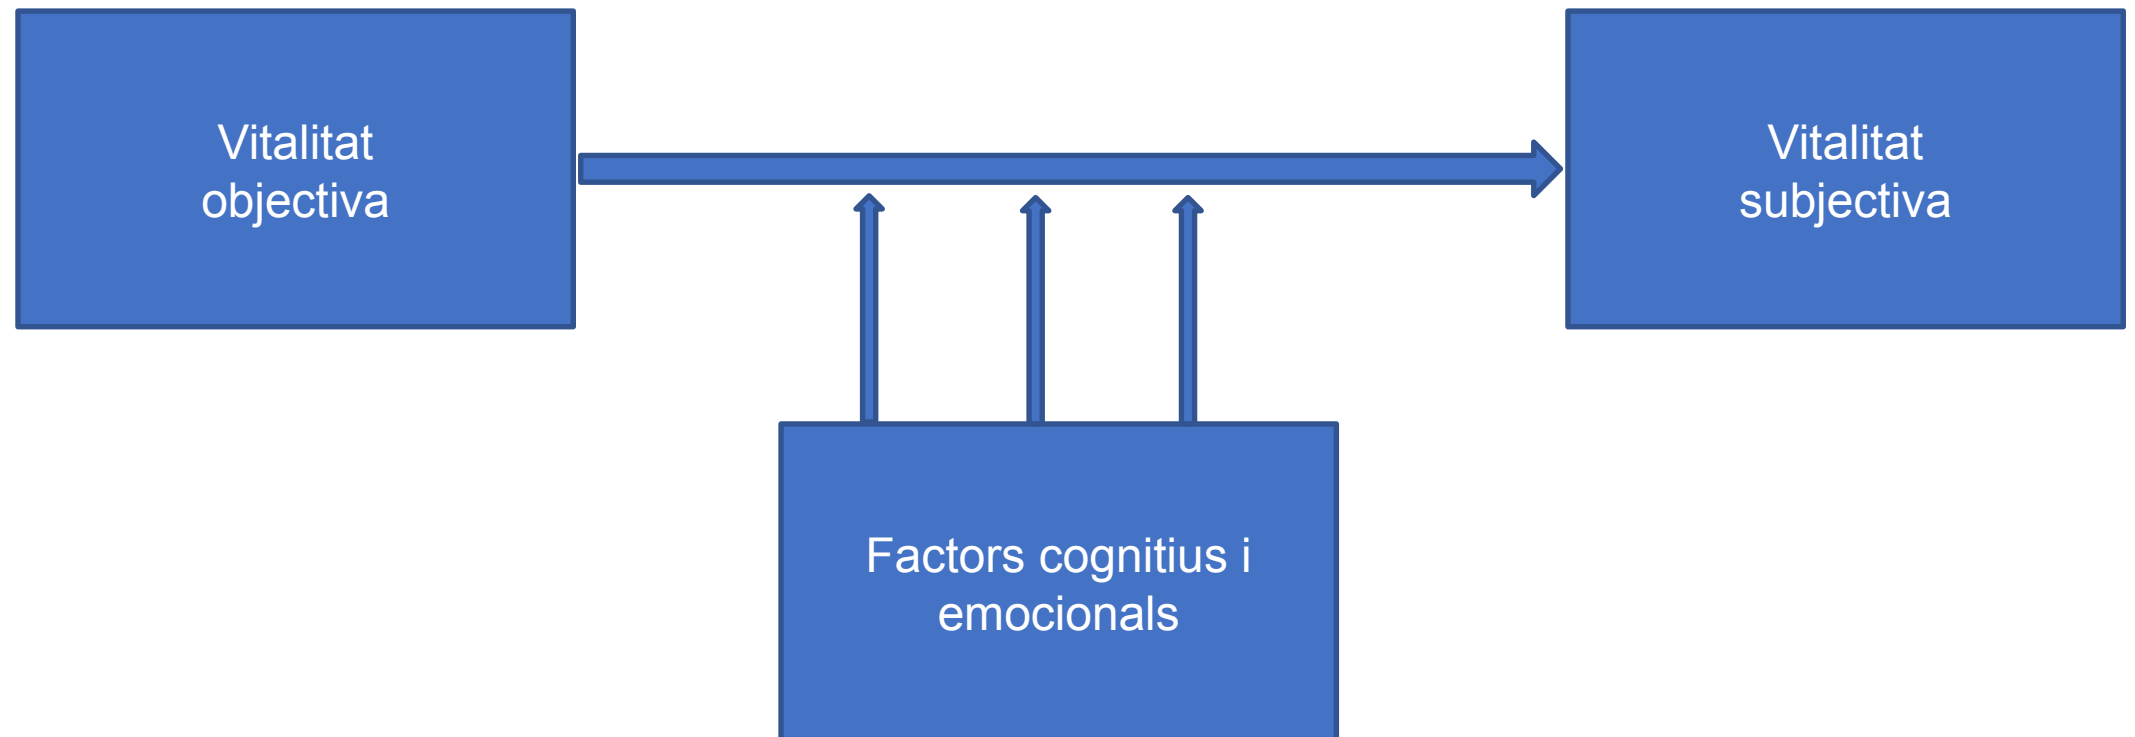 Vitalitat
objectiva
Vitalitat
subjectiva
Factors cognitius i
emocionals